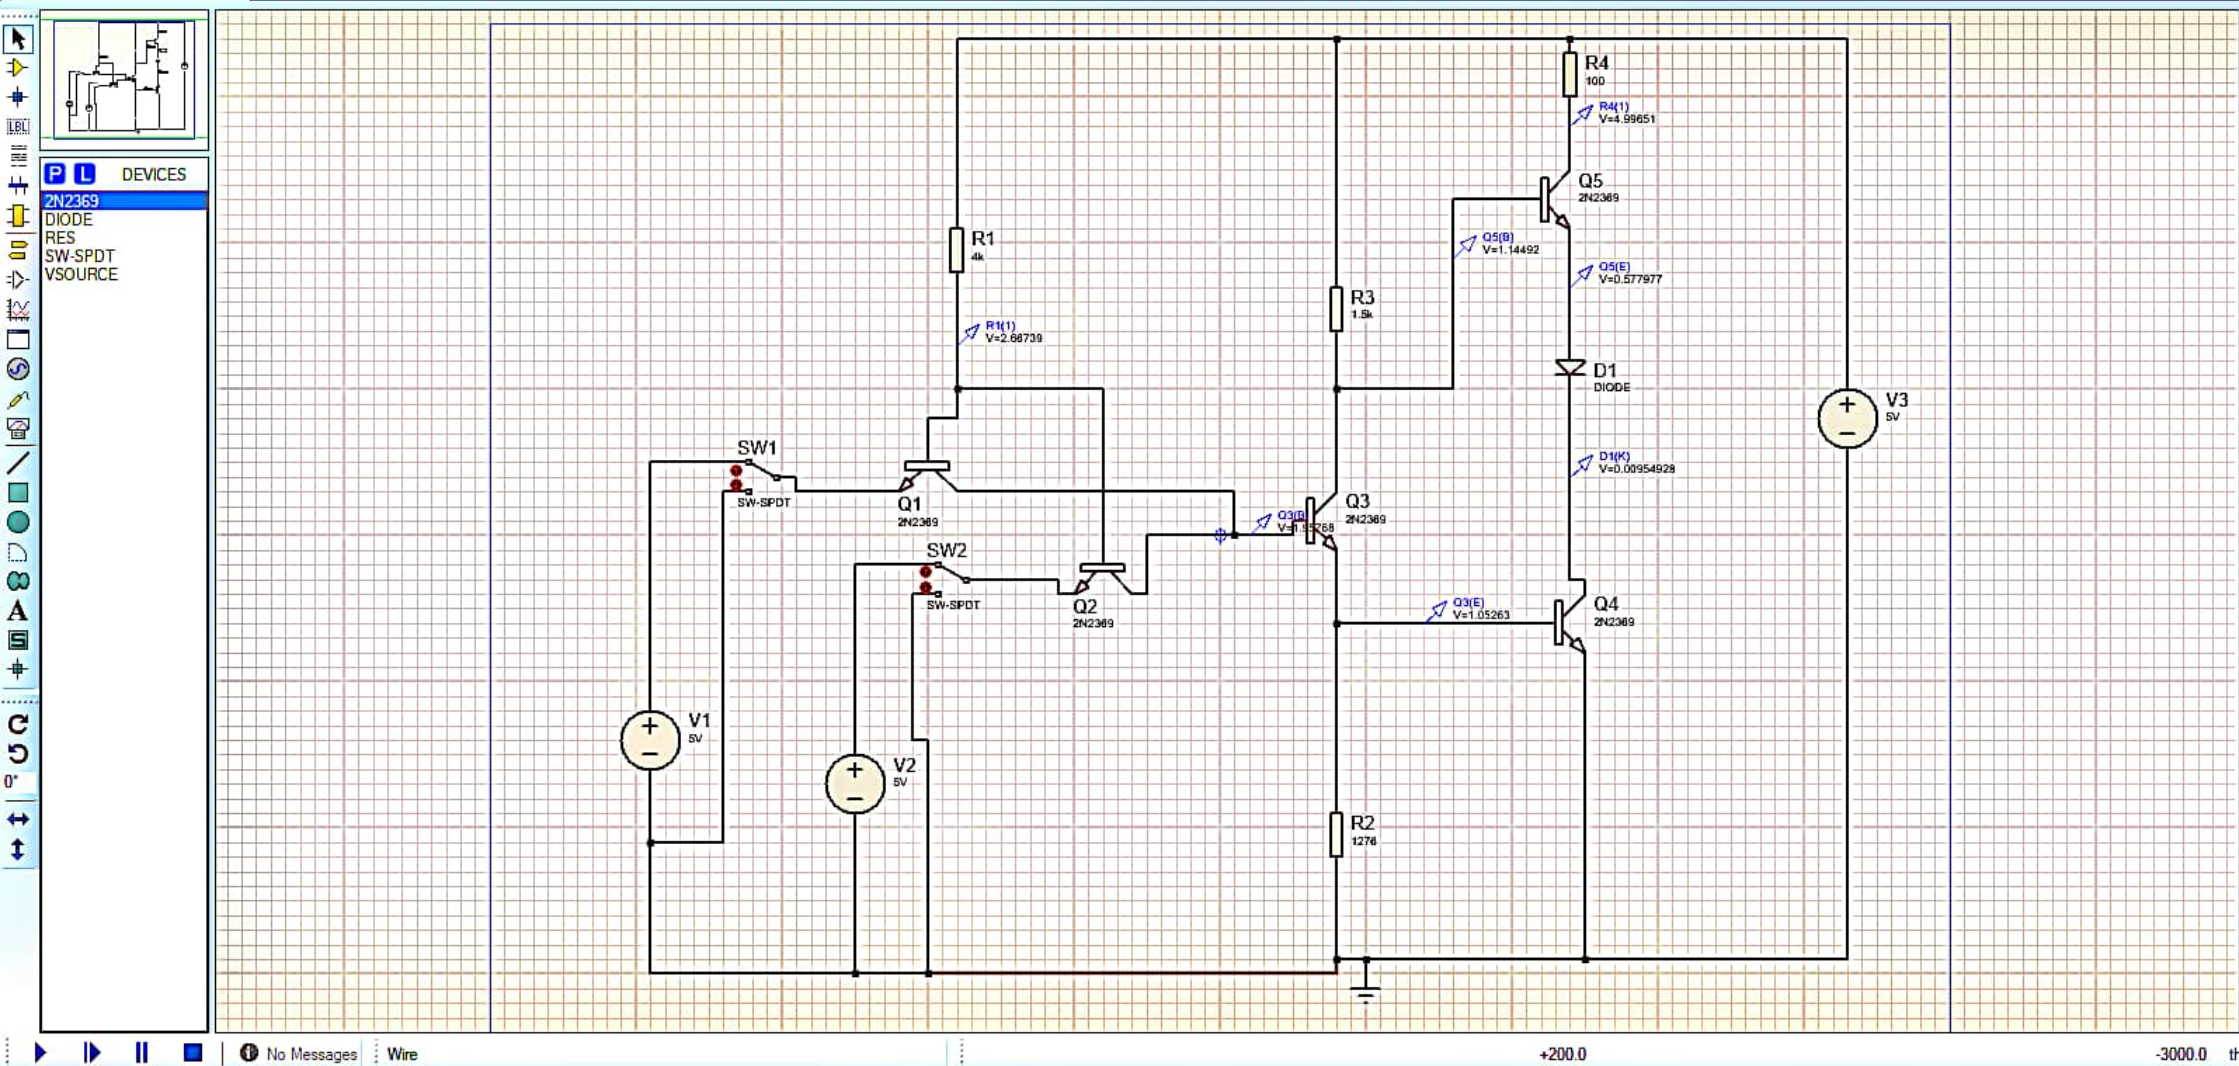 LBL
P L DEVICES
2N2369
DIODE
RES
SW-SPDT
VSOURCE
A
S
0°
R4
100
R4(1)
V=4.99651
Q5
2N2369
Q5(B)
V=1.14492
Q5(E)
V=0.577977
R1
4k
R1(1)
V=2.66739
R3
1.5k
D1
DIODE
V3
5V
D1(K)
V=0.00954928
SW1
SW-SPDT
Q1
2N2369
Q3(B)
Q3
2N2369
SW2
SW-SPDT
Q2
2N2369
Q3(E)
V=1.05263
Q4
2N2369
V1
5V
V2
5V
R2
1276
No Messages
Wire
+200.0
-3000.0
th